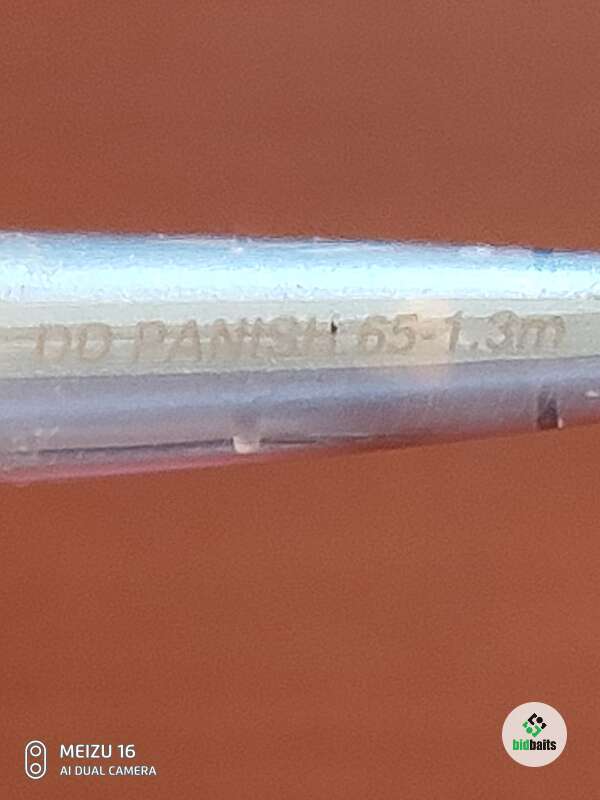 DD PANISH 65-1.3m
MEIZU 16
AI DUAL CAMERA
bidbaits